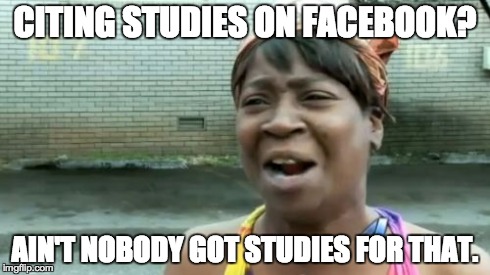 CITING STUDIES ON FACEBOOK?
AIN'T NOBODY GOT STUDIES FOR THAT.
imgflip.com